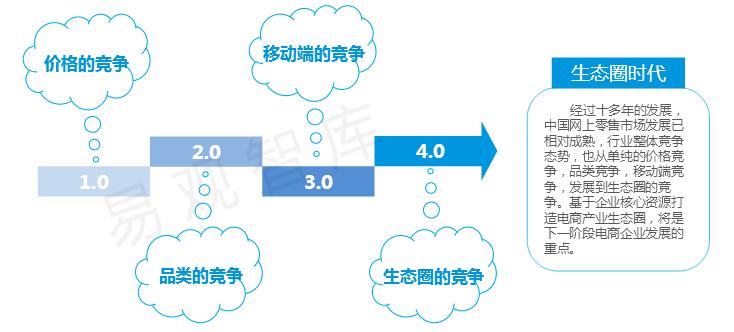 价格的竞争
移动端的竞争
1.0
2.0
3.0
4.0
品类的竞争
生态圈的竞争
生态圈时代
经过十多年的发展，
中国网上零售市场发展已
相对成熟，行业整体竞争
态势，也从单纯的价格竞
争，品类竞争，移动端竞
争，发展到生态圈的竞
争。基于企业核心资源打
造电商产业生态圈，将是
下一阶段电商企业发展的
重点。
易观智库